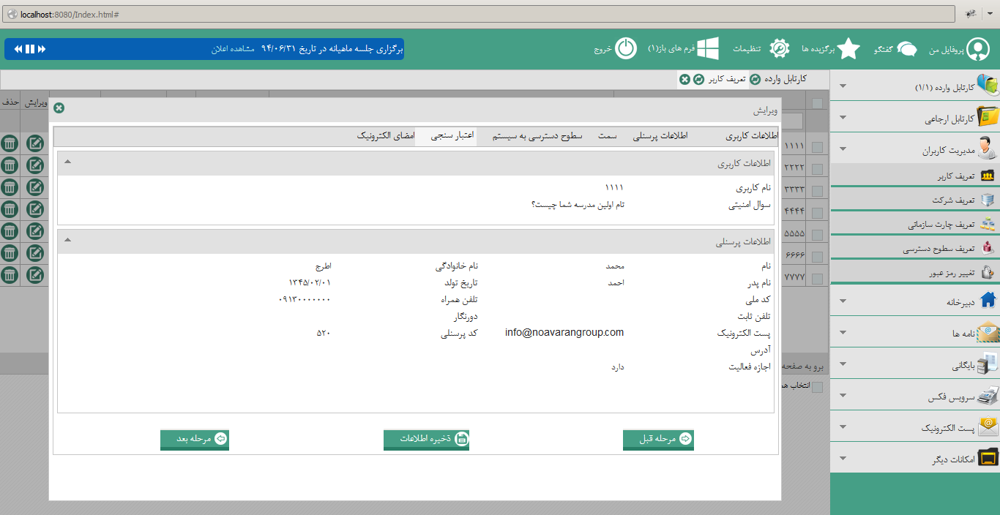 localhost:8080/Index.html#
پروفایل من
گفتگو
برگزیده ها
تنظیمات
فرم های باز(۱)
خروج
برگزاری جلسه ماهیانه در تاریخ ۹۴/۰۶/۳۱ مشاهده اعلان
کارتابل وارده (۱/۱)
کارتابل ارجاعی
مدیریت کاربران
تعریف کاربر
تعریف شرکت
تعریف چارت سازمانی
تعریف سطوح دسترسی
تغییر رمز عبور
دبیرخانه
نامه ها
بایگانی
سرویس فکس
پست الکترونیک
امکانات دیگر
کارتابل وارده
تعریف کاربر
ویرایش حذف
۱۱۱۱
۲۲۲۲
۳۳۳۳
۴۴۴۴
۵۵۵۵
۶۶۶۶
۷۷۷۷
برو به صفحه
انتخاب هم
ویرایش
اطلاعات کاربری اطلاعات پرسنلی سمت سطوح دسترسی به سیستم اعتبار سنجی امضای الکترونیک
اطلاعات کاربری
نام کاربری ۱۱۱۱
سوال امنیتی نام اولین مدرسه شما چیست؟
اطلاعات پرسنلی
نام محمد نام خانوادگی اطرج
نام پدر احمد تاریخ تولد ۱۳۴۵/۰۲/۰۱
کد ملی تلفن همراه ۰۹۱۳۰۰۰۰۰۰۰
تلفن ثابت دورنگار
پست الکترونیک info@noavarangroup.com کد پرسنلی ۵۲۰
آدرس
اجازه فعالیت دارد
مرحله قبل ذخیره اطلاعات مرحله بعد